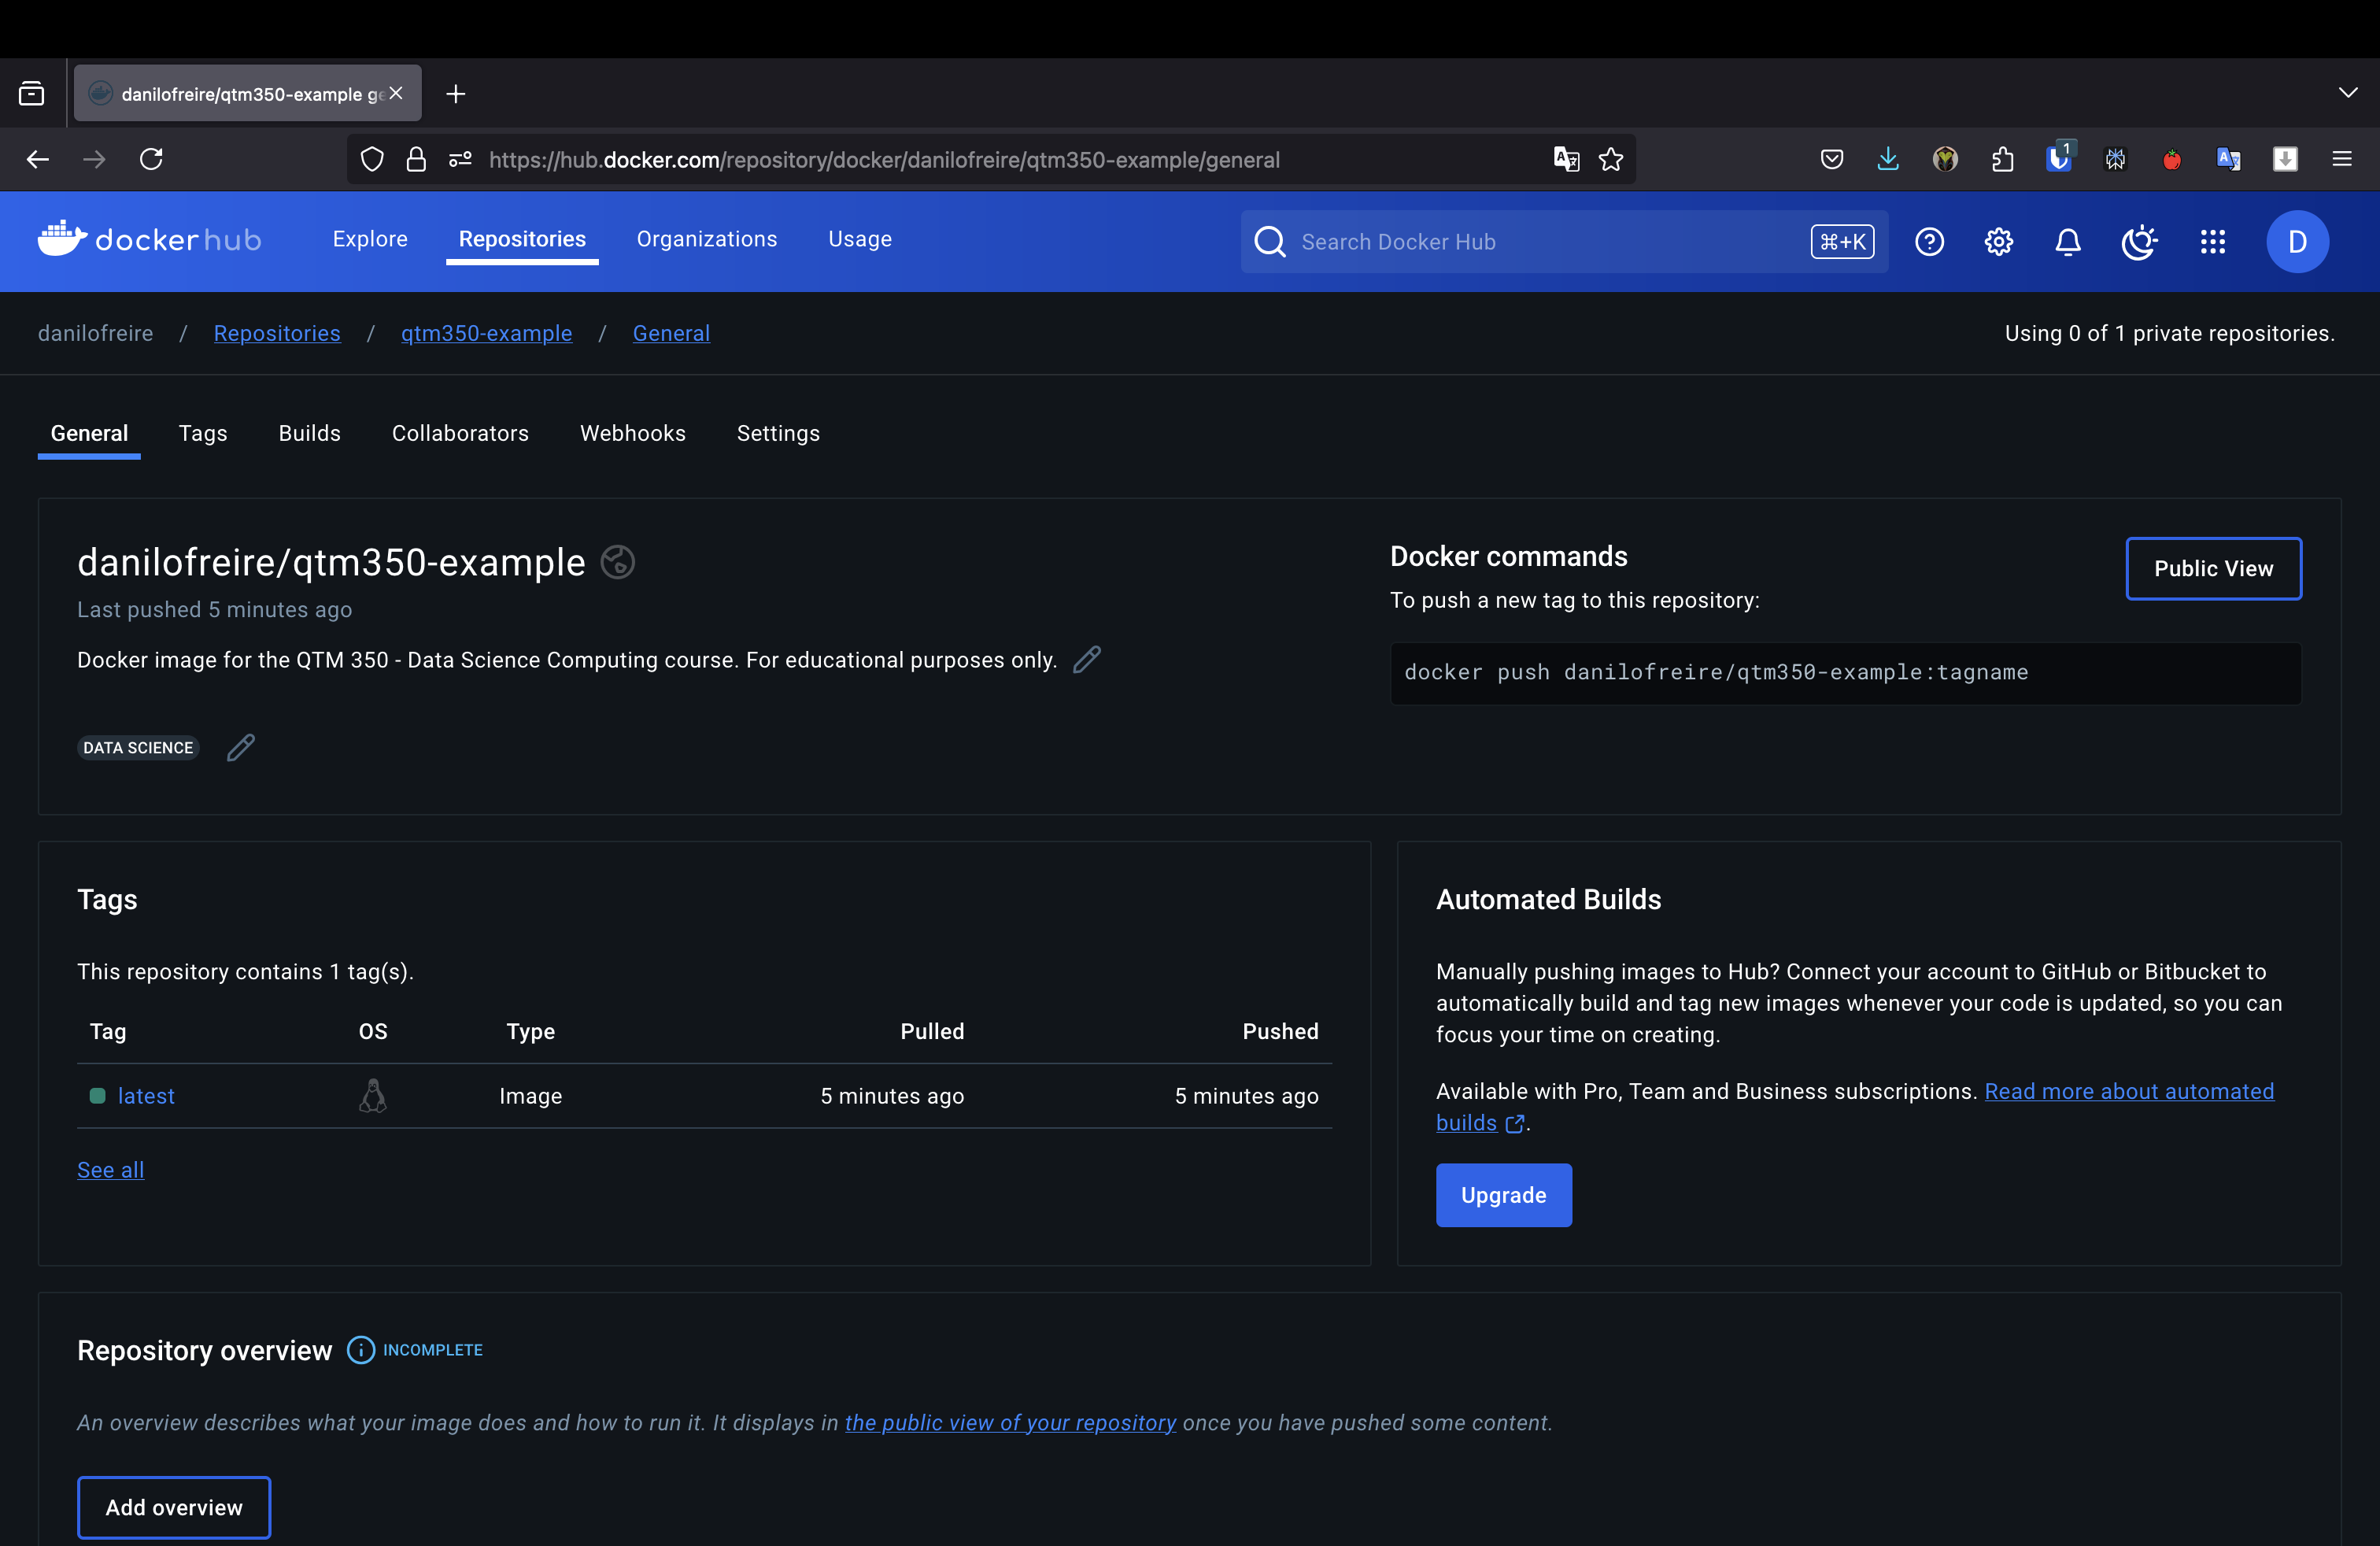 danilofreire/qtm350-example ge
https://hub.docker.com/repository/docker/danilofreire/qtm350-example/general
1
dockerhub
Explore
Repositories
Organizations
Usage
Search Docker Hub
⌘+K
D
danilofreire / Repositories / qtm350-example / General
Using 0 of 1 private repositories.
General
Tags
Builds
Collaborators
Webhooks
Settings
danilofreire/qtm350-example
Last pushed 5 minutes ago
Docker image for the QTM 350 - Data Science Computing course. For educational purposes only.
DATA SCIENCE
Docker commands
To push a new tag to this repository:
Public View
docker push danilofreire/qtm350-example:tagname
Tags
This repository contains 1 tag(s).
Tag OS Type Pulled Pushed
latest Image 5 minutes ago 5 minutes ago
See all
Automated Builds
Manually pushing images to Hub? Connect your account to GitHub or Bitbucket to
automatically build and tag new images whenever your code is updated, so you can
focus your time on creating.
Available with Pro, Team and Business subscriptions. Read more about automated
builds .
Upgrade
Repository overview INCOMPLETE
An overview describes what your image does and how to run it. It displays in the public view of your repository once you have pushed some content.
Add overview